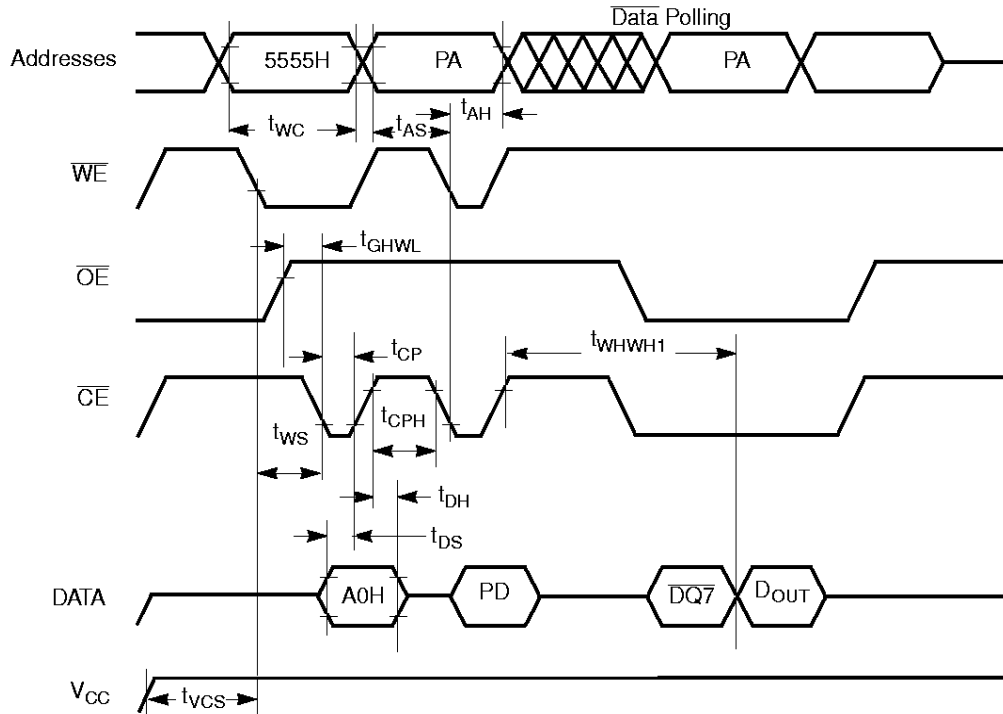 Data Polling
Addresses 5555H PA PA
tWC tAS tAH
WE
tGHWL
OE
tCP tWHWH1
CE
tWS tCPH
tDH
tDS
DATA A0H PD DQ7 DOUT
VCC tVCS